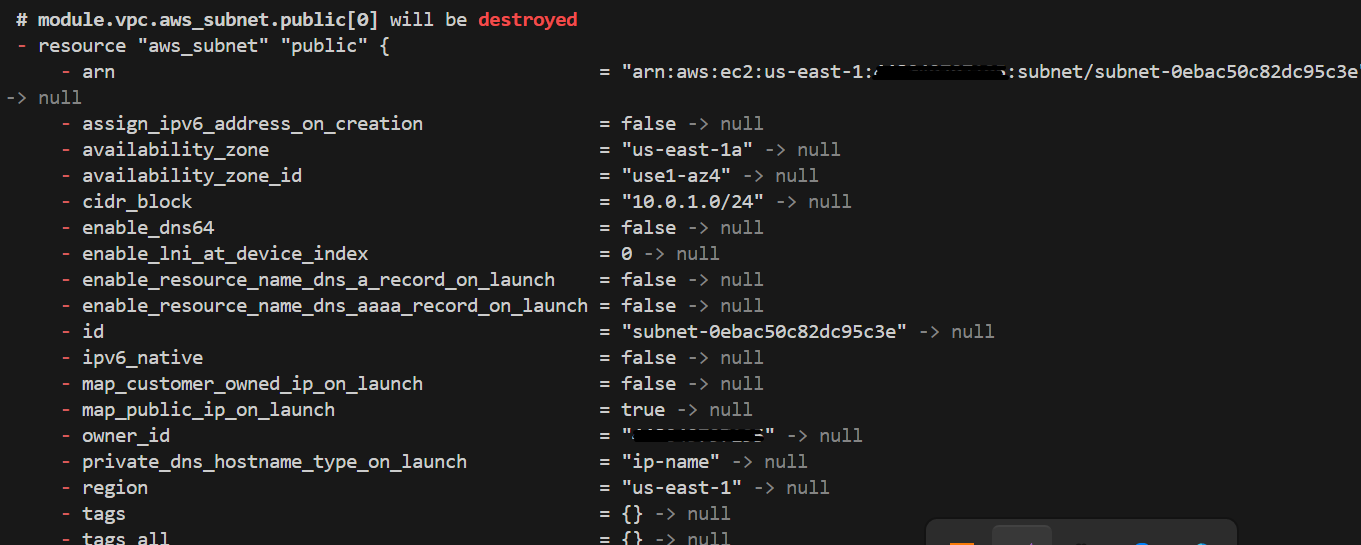 # module.vpc.aws_subnet.public[0] will be destroyed
- resource "aws_subnet" "public" {
- arn = "arn:aws:ec2:us-east-1: :subnet/subnet-0ebac50c82dc95c3e"
-> null
- assign_ipv6_address_on_creation = false -> null
- availability_zone = "us-east-1a" -> null
- availability_zone_id = "use1-az4" -> null
- cidr_block = "10.0.1.0/24" -> null
- enable_dns64 = false -> null
- enable_lni_at_device_index = 0 -> null
- enable_resource_name_dns_a_record_on_launch = false -> null
- enable_resource_name_dns_aaaa_record_on_launch = false -> null
- id = "subnet-0ebac50c82dc95c3e" -> null
- ipv6_native = false -> null
- map_customer_owned_ip_on_launch = false -> null
- map_public_ip_on_launch = true -> null
- owner_id = " " -> null
- private_dns_hostname_type_on_launch = "ip-name" -> null
- region = "us-east-1" -> null
- tags = {} -> null
- tags_all = {} -> null